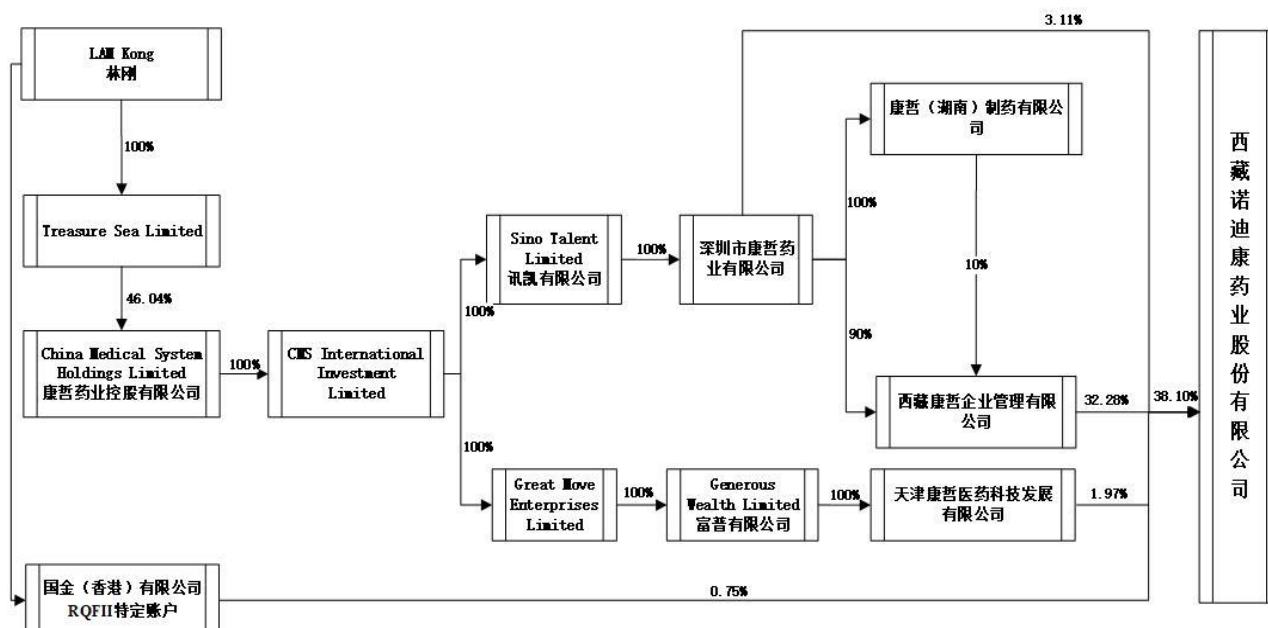 3.11%
LAM Kong
林刚
100%
康哲（湖南）制药有限公
司
Treasure Sea Limited
100%
Sino Talent
Limited
讯凯有限公司
100%
深圳市康哲药
业有限公司
10%
46.04%
100%
90%
China Medical System
Holdings Limited
康哲药业控股有限公司
100%
CMS International
Investment
Limited
西藏康哲企业管理有限
公司
32.28%
38.10%
西藏诺迪康药业股份有限公司
100%
Great Move
Enterprises
Limited
100%
Generous
Wealth Limited
富普有限公司
100%
天津康哲医药科技发展
有限公司
1.97%
国金（香港）有限公司
RQFII特定账户
0.75%